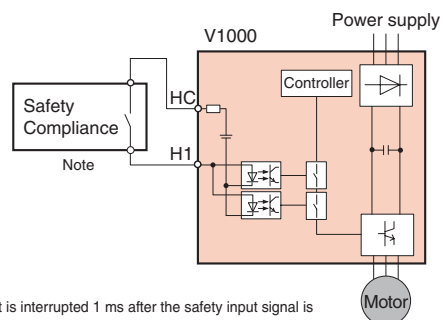 Power supply
V1000
Controller
HC
Safety
Compliance
H1
Note
Motor
t is interrupted 1 ms after the safety input signal is